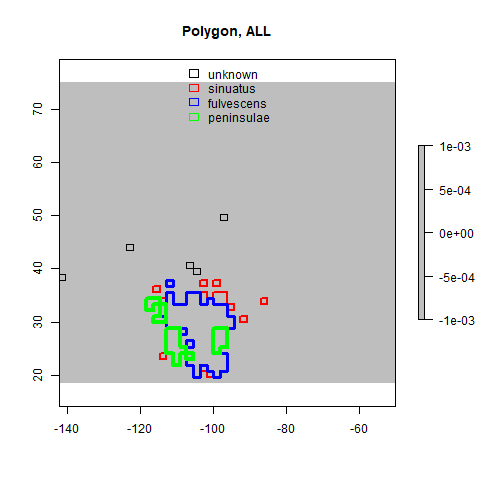 Polygon, ALL
unknown
sinuatus
fulvescens
peninsulae
70
60
50
40
30
20
-140
-120
-100
-80
-60
1e-03
5e-04
0e+00
-5e-04
-1e-03